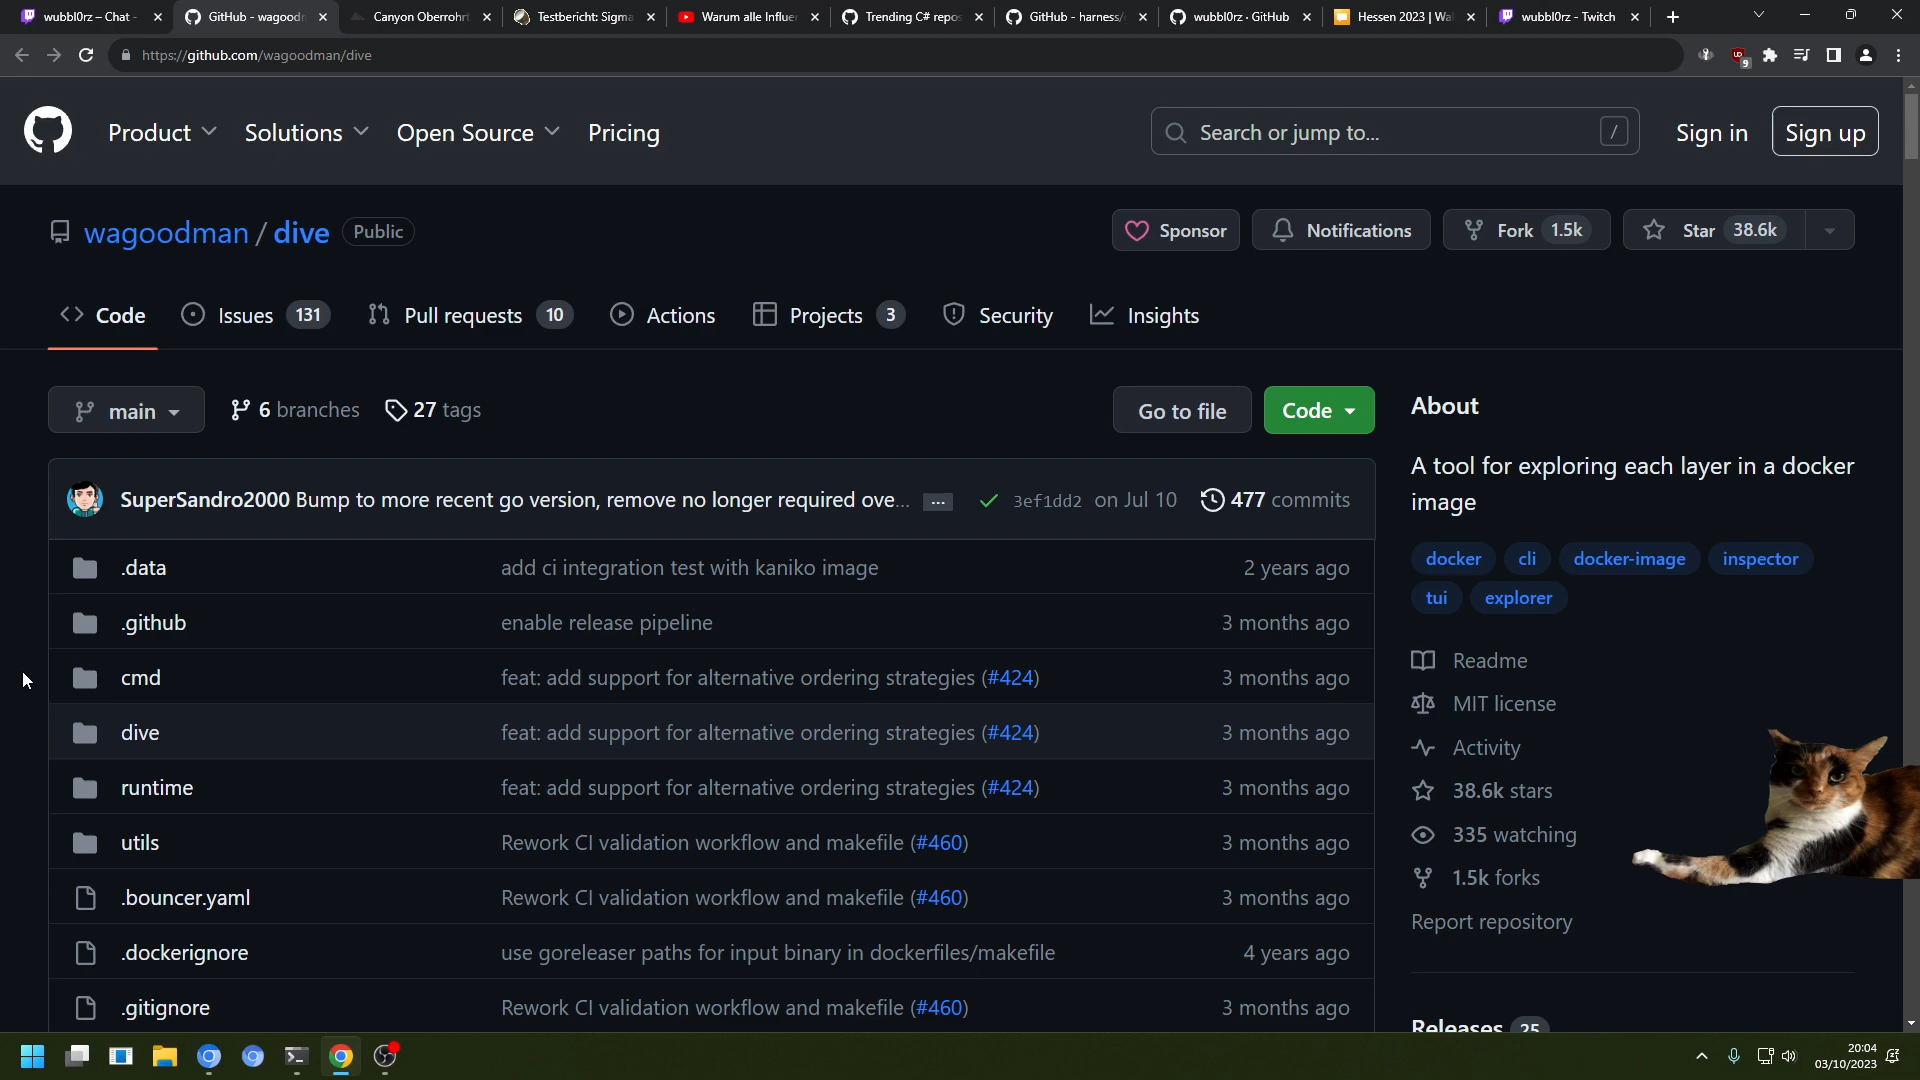 wubbl0rz – Chat -
GitHub - wagoodn
Canyon Oberrohr
Testbericht: Sigma
Warum alle Influe
Trending C# repos
GitHub - harness/
wubbl0rz · GitHub
Hessen 2023 | Wa
wubbl0rz - Twitch
https://github.com/wagoodman/dive
9
Product
Solutions
Open Source
Pricing
Search or jump to...
/
Sign in
Sign up
wagoodman / dive
Public
Sponsor
Notifications
Fork 1.5k
Star 38.6k
Code
Issues 131
Pull requests 10
Actions
Projects 3
Security
Insights
main
6 branches
27 tags
Go to file
Code
About
A tool for exploring each layer in a docker
image
docker
cli
docker-image
inspector
tui
explorer
SuperSandro2000 Bump to more recent go version, remove no longer required ove... ... 3ef1dd2 on Jul 10 477 commits
.data add ci integration test with kaniko image 2 years ago
.github enable release pipeline 3 months ago
cmd feat: add support for alternative ordering strategies (#424) 3 months ago
dive feat: add support for alternative ordering strategies (#424) 3 months ago
runtime feat: add support for alternative ordering strategies (#424) 3 months ago
utils Rework CI validation workflow and makefile (#460) 3 months ago
.bouncer.yaml Rework CI validation workflow and makefile (#460) 3 months ago
.dockerignore use goreleaser paths for input binary in dockerfiles/makefile 4 years ago
.gitignore Rework CI validation workflow and makefile (#460) 3 months ago
Readme
MIT license
Activity
38.6k stars
335 watching
1.5k forks
Report repository
Releases 25
20:04
03/10/2023